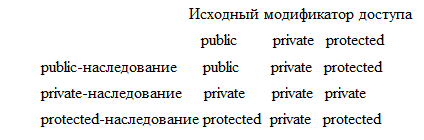 Исходный модификатор доступа
public private protected
public-наследование public private protected
private-наследование private private private
protected-наследование protected private protected